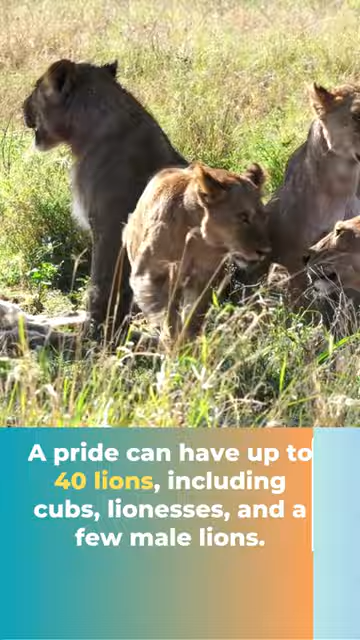 A pride can have up to
40 lions, including
cubs, lionesses, and a
few male lions.